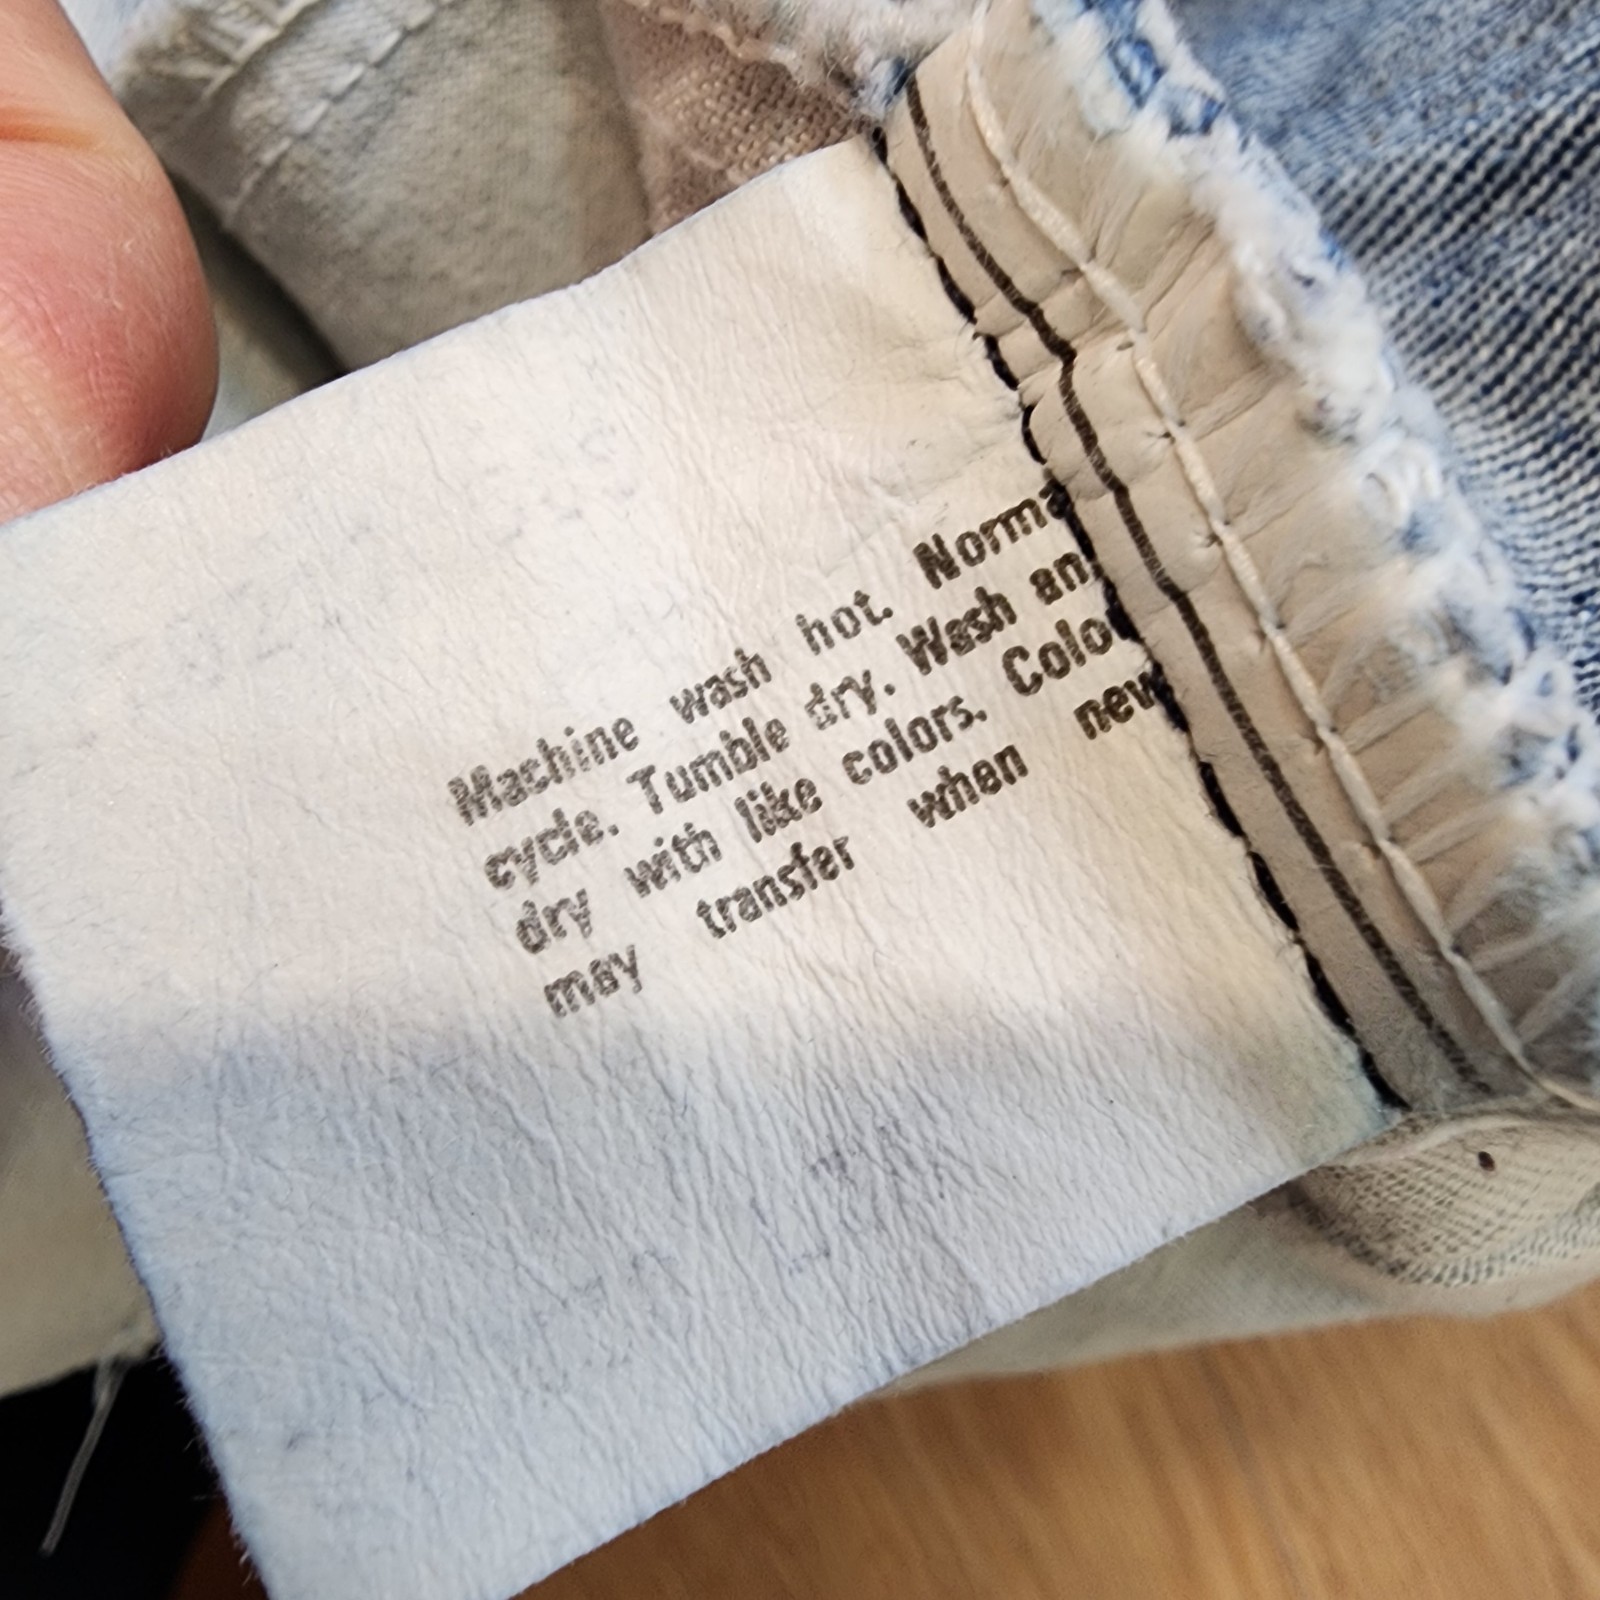 Machine wash hot. Norma
cycle. Tumble dry. Wash an
dry with like colors. Colo
may transfer when new